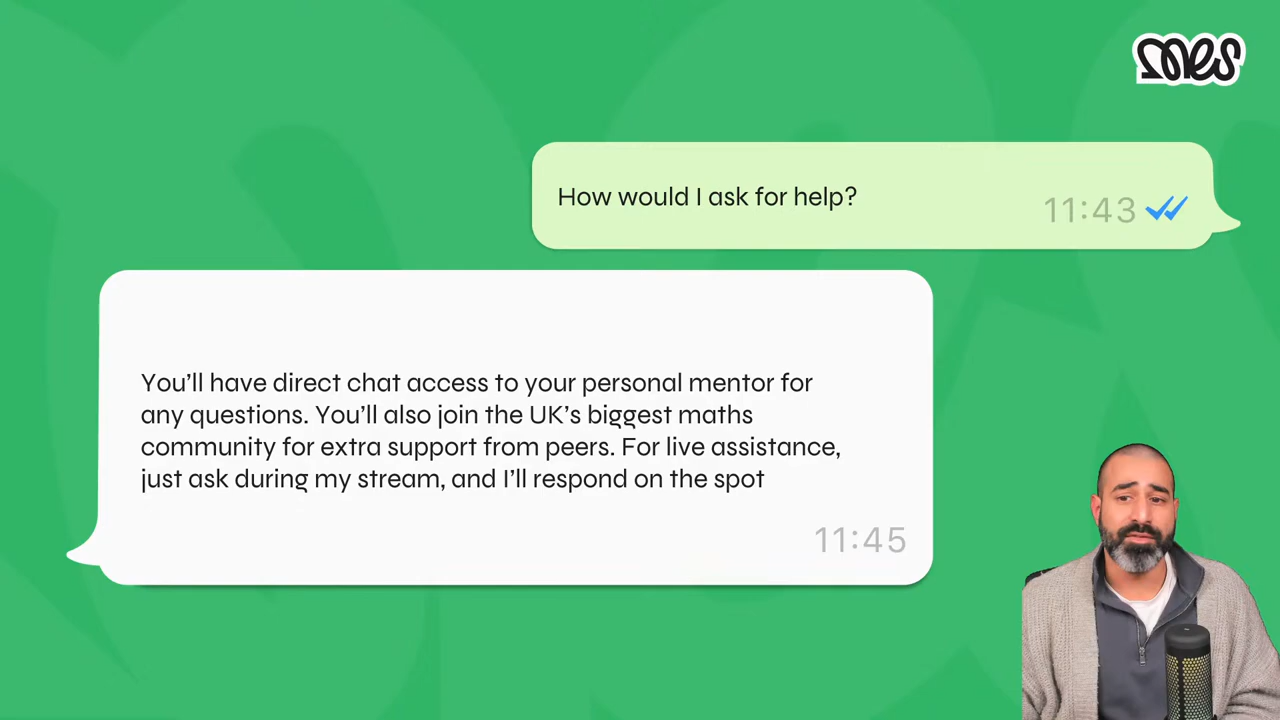 mes
How would I ask for help?
11:43
You'll have direct chat access to your personal mentor for
any questions. You'll also join the UK's biggest maths
community for extra support from peers. For live assistance,
just ask during my stream, and I'll respond on the spot
11:45